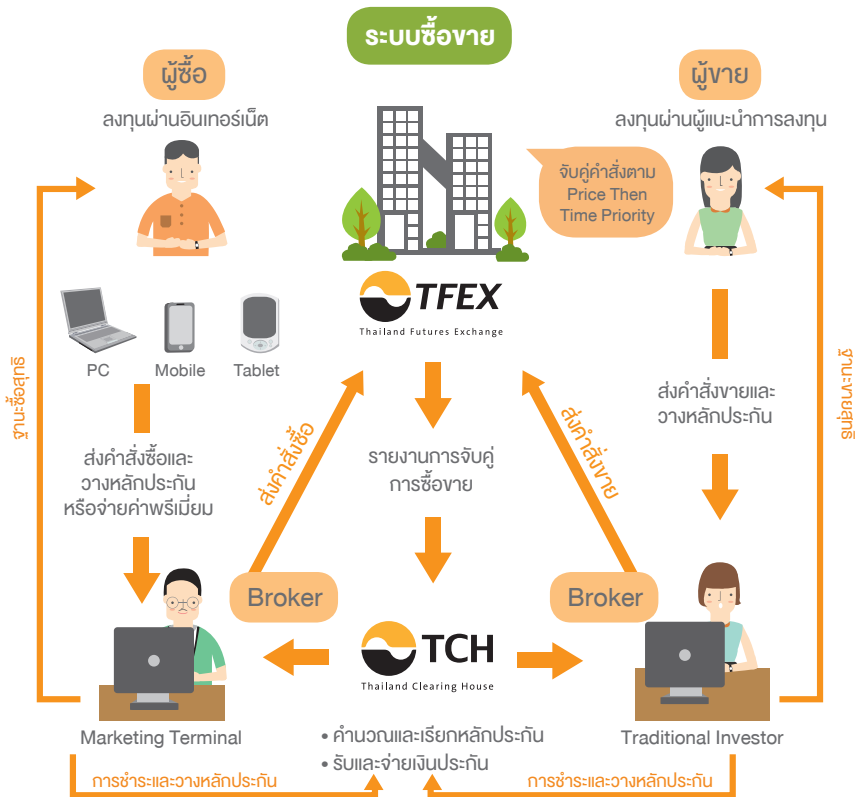 ระบบซื้อขาย
ผู้ซื้อ
ลงทุนผ่านอินเทอร์เน็ต
ผู้ขาย
ลงทุนผ่านผู้แนะนำการลงทุน
จับคู่คำสั่งตาม
Price Then
Time Priority
TFEX
Thailand Futures Exchange
PC
Mobile
Tablet
ฐานะซื้อสุทธิ
ส่งคำสั่งซื้อและ
วางหลักประกัน
หรือจ่ายค่าพรีเมี่ยม
ส่งคำสั่งซื้อ
รายงานการจับคู่
การซื้อขาย
ส่งคำสั่งขาย
ส่งคำสั่งขายและ
วางหลักประกัน
ฐานะขายสุทธิ
Broker
Broker
TCH
Thailand Clearing House
Marketing Terminal
• คำนวณและเรียกหลักประกัน
• รับและจ่ายเงินประกัน
Traditional Investor
การชำระและวางหลักประกัน
การชำระและวางหลักประกัน